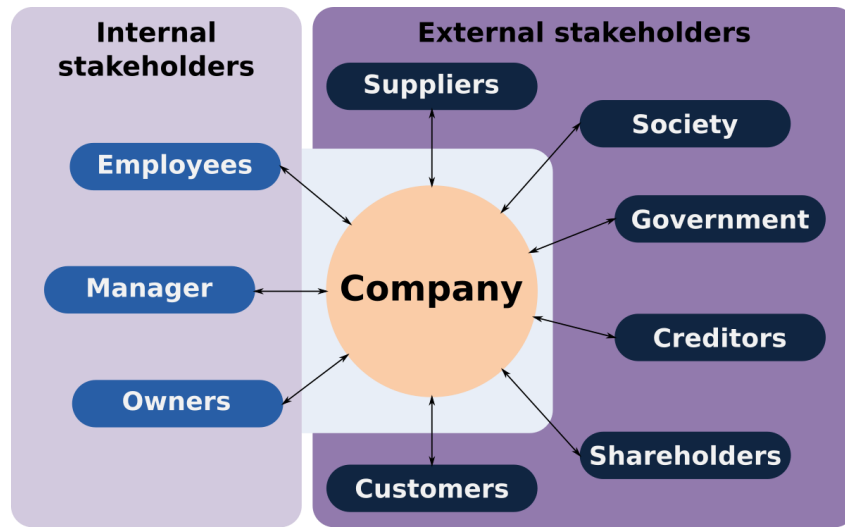 Internal
stakeholders
Employees
Manager
Owners
External stakeholders
Suppliers
Society
Government
Creditors
Shareholders
Customers
Company